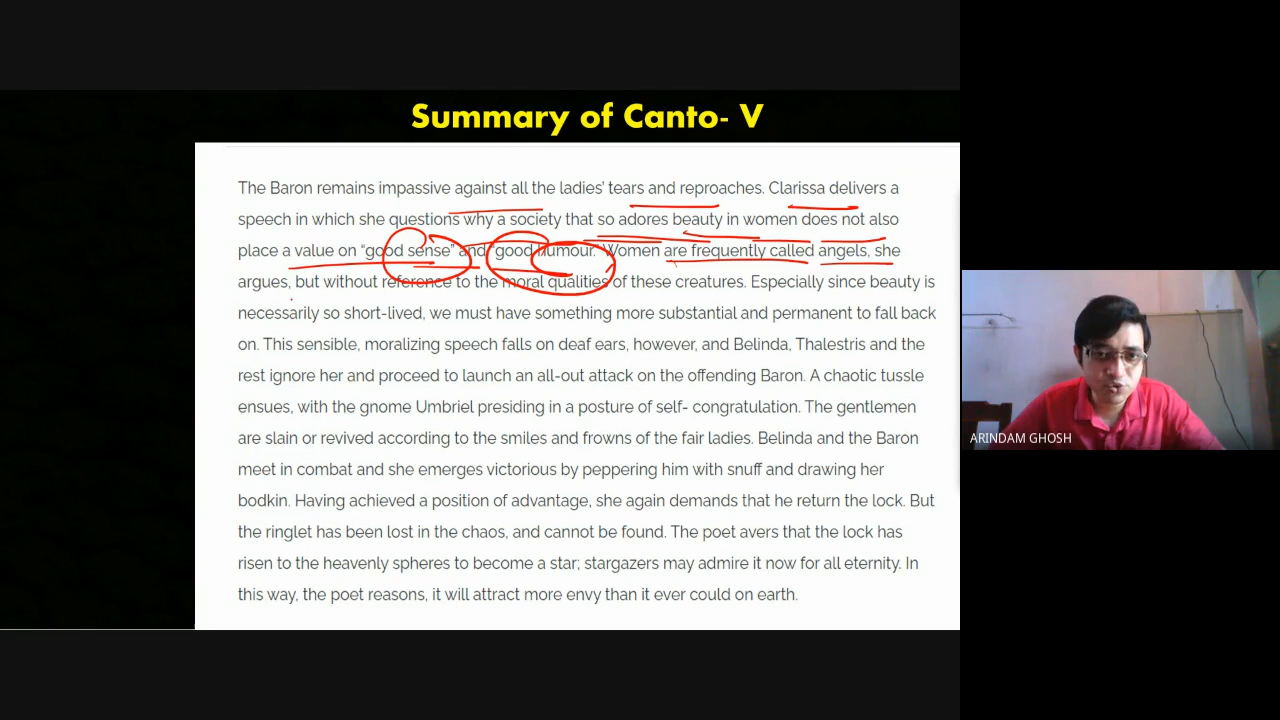 Summary of Canto- V
The Baron remains impassive against all the ladies' tears and reproaches. Clarissa delivers a
speech in which she questions why a society that so adores beauty in women does not also
place a value on "good sense" and "good humour." Women are frequently called angels, she
argues, but without reference to the moral qualities of these creatures. Especially since beauty is
necessarily so short-lived, we must have something more substantial and permanent to fall back
on. This sensible, moralizing speech falls on deaf ears, however, and Belinda, Thalestris and the
rest ignore her and proceed to launch an all-out attack on the offending Baron. A chaotic tussle
ensues, with the gnome Umbriel presiding in a posture of self- congratulation. The gentlemen
are slain or revived according to the smiles and frowns of the fair ladies. Belinda and the Baron
meet in combat and she emerges victorious by peppering him with snuff and drawing her
bodkin. Having achieved a position of advantage, she again demands that he return the lock. But
the ringlet has been lost in the chaos, and cannot be found. The poet avers that the lock has
risen to the heavenly spheres to become a star; stargazers may admire it now for all eternity. In
this way, the poet reasons, it will attract more envy than it ever could on earth.
ARINDAM GHOSH